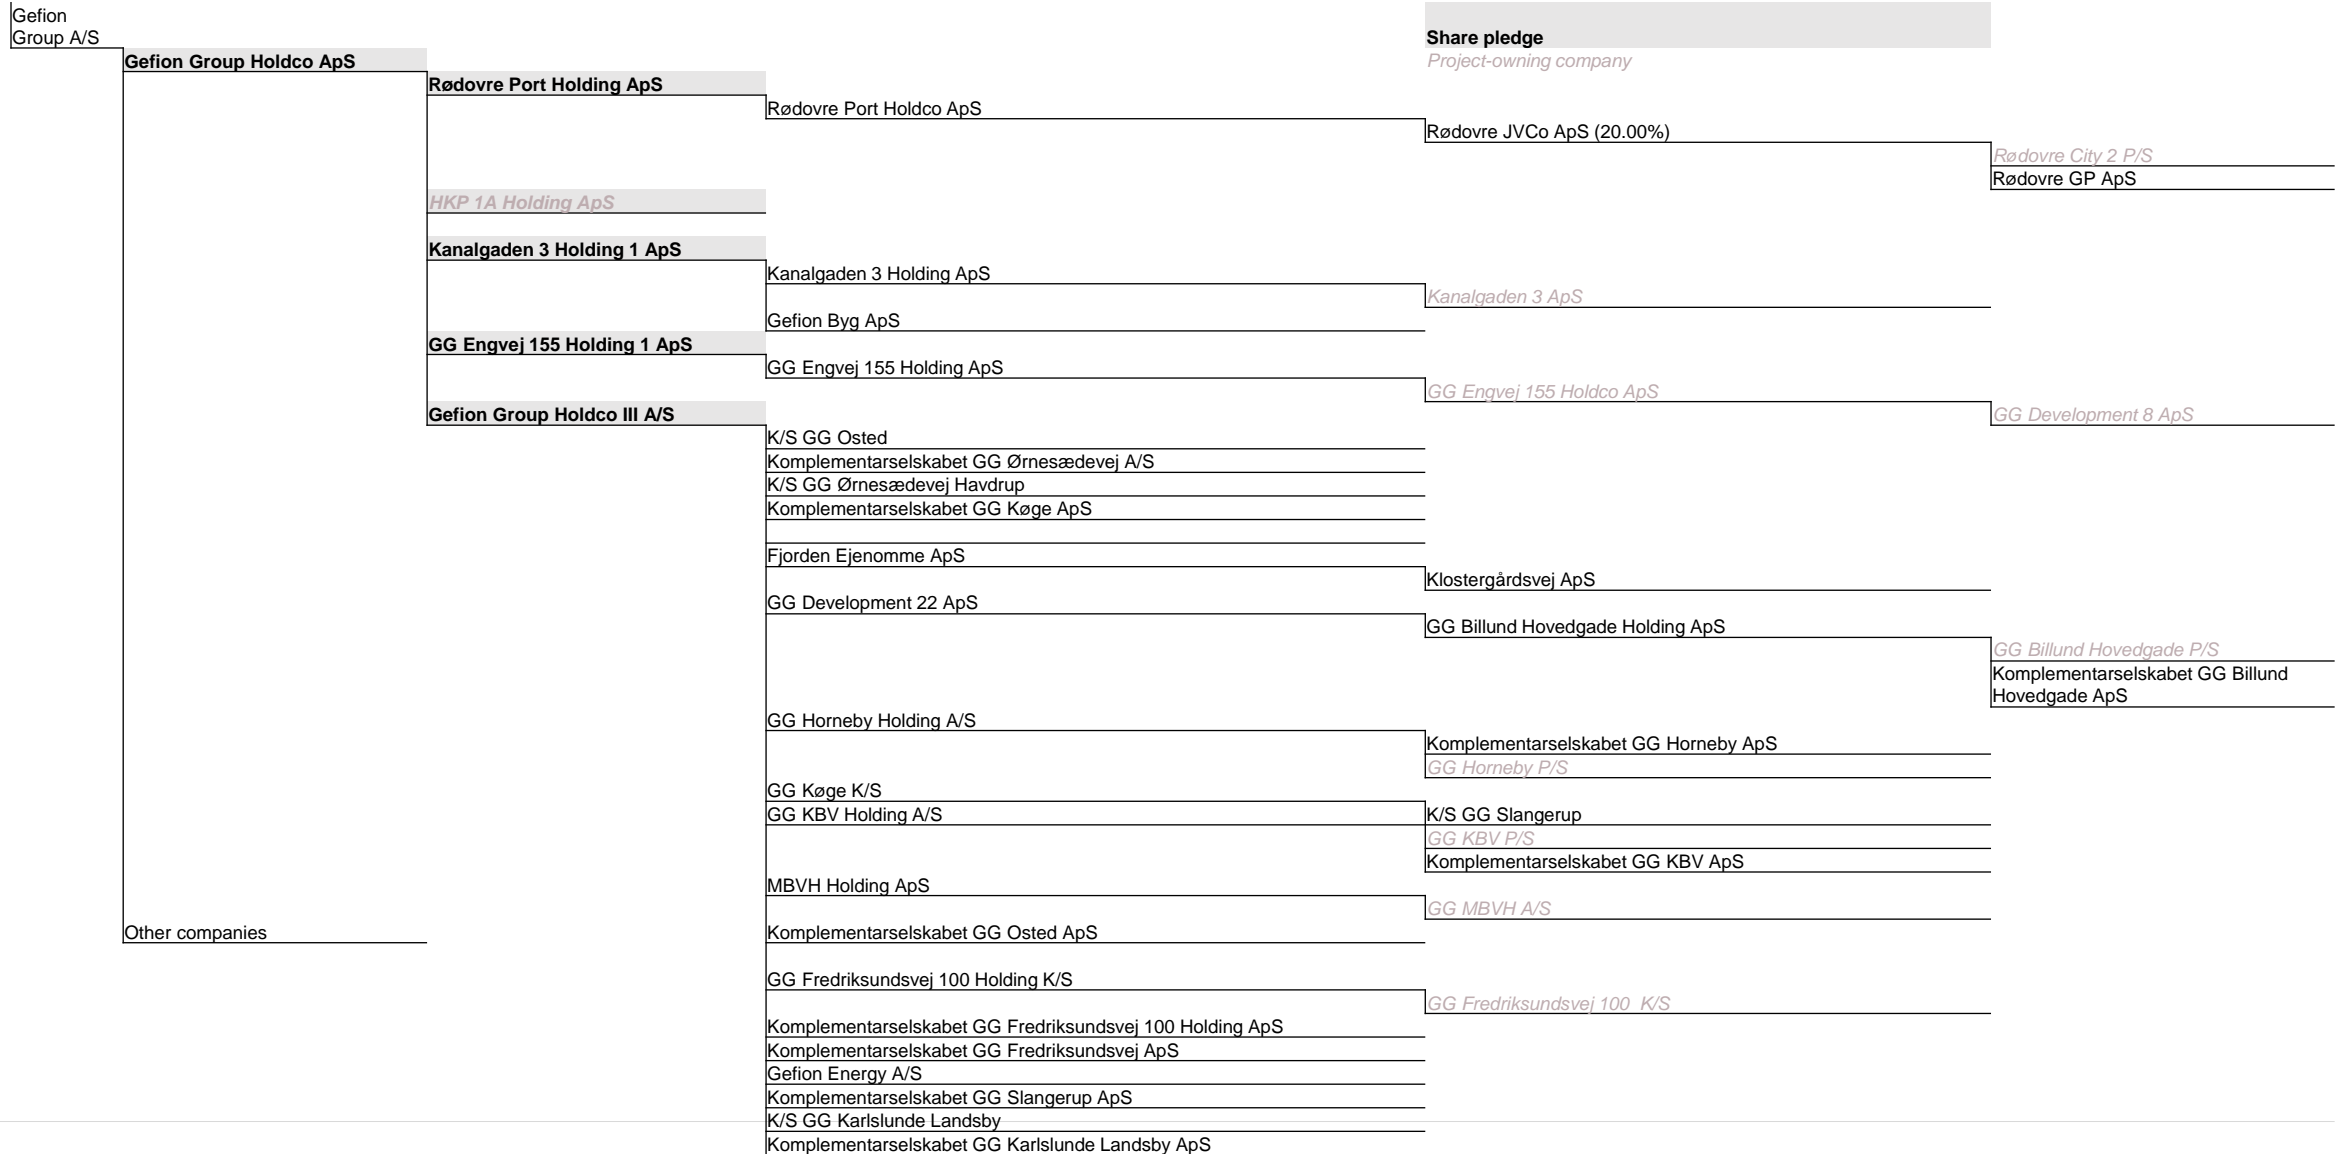 Gefion
Group A/S
Share pledge
Gefion Group Holdco ApS
Project-owning company
Rødovre Port Holding ApS
Rødovre Port Holdco ApS
Rødovre JVCo ApS (20.00%)
Rødovre City 2 P/S
Rødovre GP ApS
HKP 1A Holding ApS
Kanalgaden 3 Holding 1 ApS
Kanalgaden 3 Holding ApS
Kanalgaden 3 ApS
Gefion Byg ApS
GG Engvej 155 Holding 1 ApS
GG Engvej 155 Holding ApS
GG Engvej 155 Holdco ApS
Gefion Group Holdco III A/S
GG Development 8 ApS
K/S GG Osted
Komplementarselskabet GG Ørnesædevej A/S
K/S GG Ørnesædevej Havdrup
Komplementarselskabet GG Køge ApS
Fjorden Ejenomme ApS
Klostergårdsvej ApS
GG Development 22 ApS
GG Billund Hovedgade Holding ApS
GG Billund Hovedgade P/S
Komplementarselskabet GG Billund
Hovedgade ApS
GG Horneby Holding A/S
Komplementarselskabet GG Horneby ApS
GG Horneby P/S
GG Køge K/S
GG KBV Holding A/S
K/S GG Slangerup
GG KBV P/S
Komplementarselskabet GG KBV ApS
MBVH Holding ApS
GG MBVH A/S
Other companies
Komplementarselskabet GG Osted ApS
GG Fredriksundsvej 100 Holding K/S
GG Fredriksundsvej 100  K/S
Komplementarselskabet GG Fredriksundsvej 100 Holding ApS
Komplementarselskabet GG Fredriksundsvej ApS
Gefion Energy A/S
Komplementarselskabet GG Slangerup ApS
K/S GG Karlslunde Landsby
Komplementarselskabet GG Karlslunde Landsby ApS